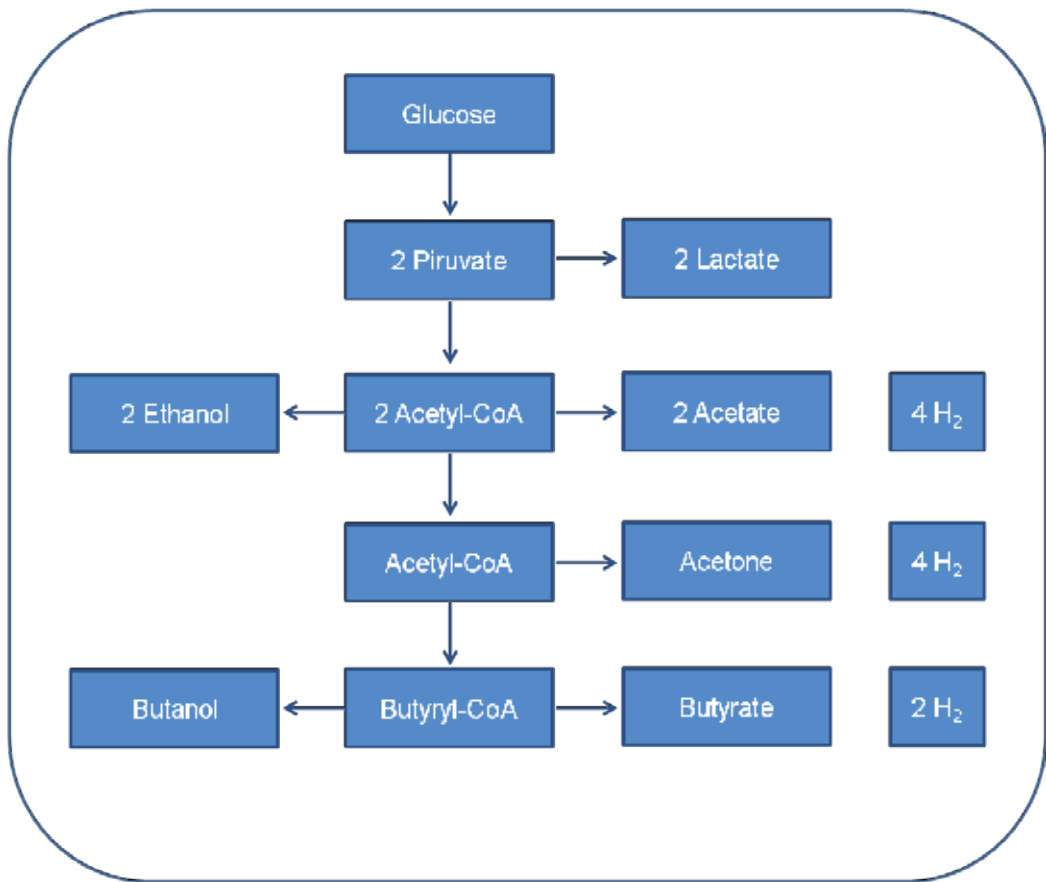 Glucose
2 Piruvate
2 Lactate
2 Ethanol
2 Acetyl-CoA
2 Acetate
4 H₂
Acetyl-CoA
Acetone
4 H₂
Butanol
Butyryl-CoA
Butyrate
2 H₂